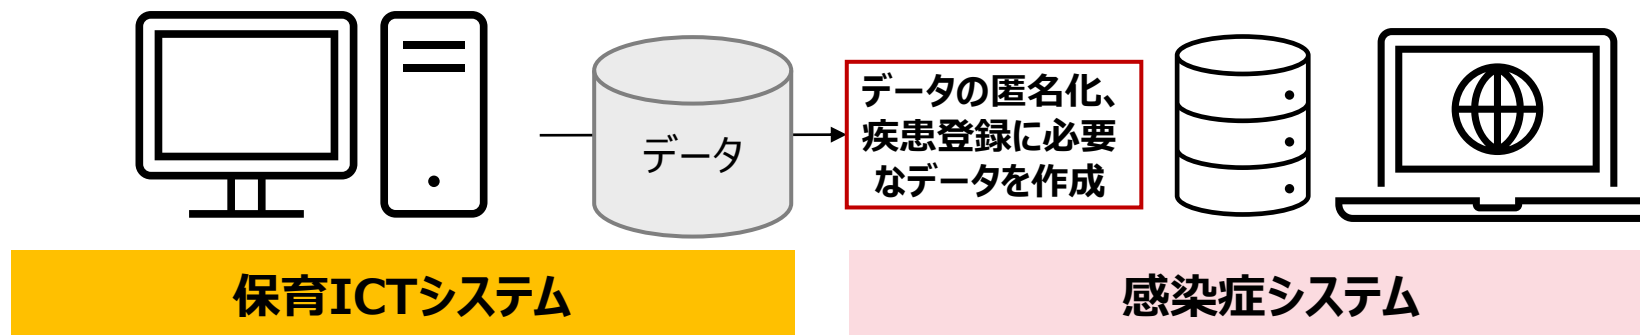 データ
データの匿名化、
疾患登録に必要
なデータを作成
保育ICTシステム
感染症システム